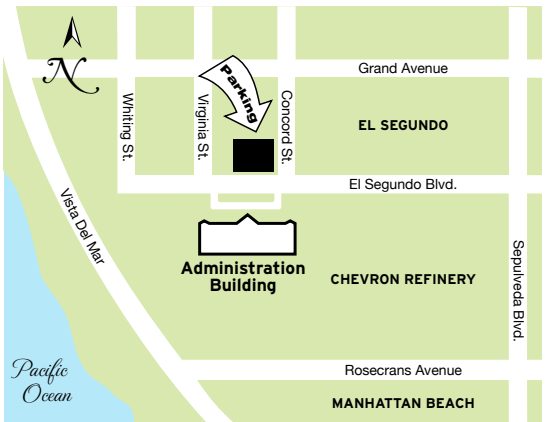 N
Grand Avenue
Parking
Whiting St.
Virginia St.
Concord St.
EL SEGUNDO
El Segundo Blvd.
Vista Del Mar
Administration
Building
CHEVRON REFINERY
Sepulveda Blvd.
Pacific
Ocean
Rosecrans Avenue
MANHATTAN BEACH